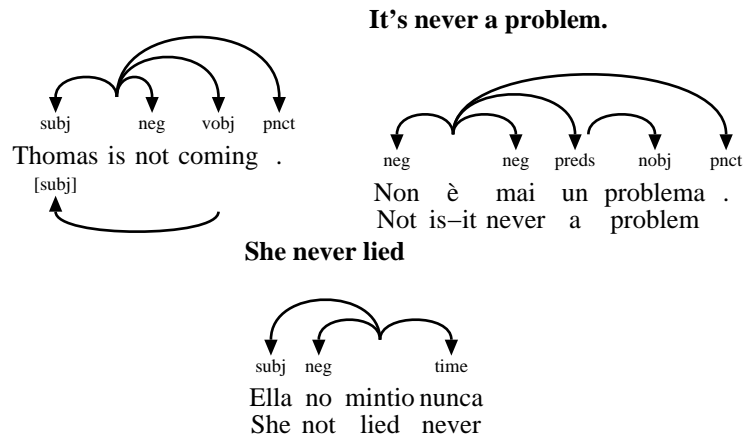 It's never a problem.
subj neg vobj pnct
Thomas is not coming .
[subj]
neg neg preds nobj pnct
Non è mai un problema .
Not is–it never a problem
She never lied
subj neg time
Ella no mintio nunca
She not lied never